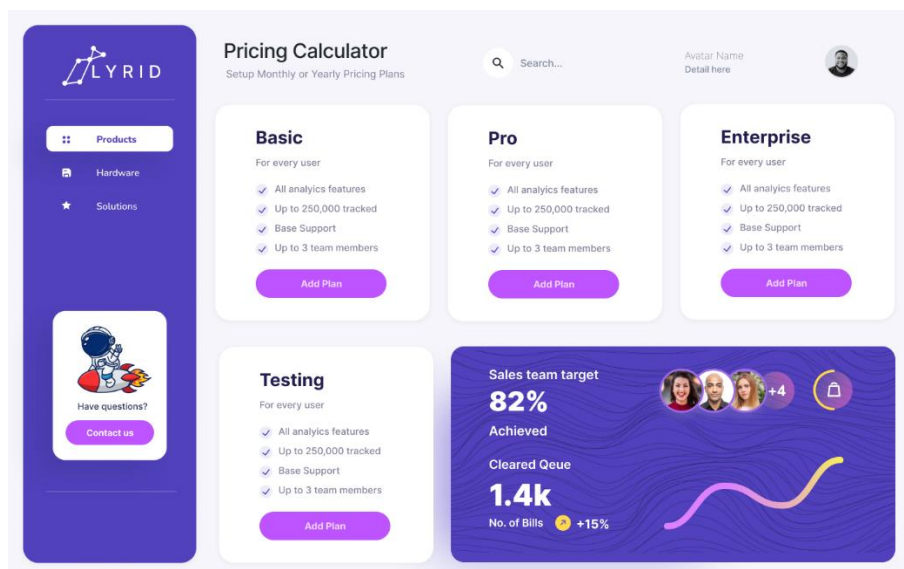 LYRID
Products
Hardware
Solutions
Have questions?
Contact us
Pricing Calculator
Setup Monthly or Yearly Pricing Plans
Search...
Avatar Name
Detail here
Basic
For every user
All analyics features
Up to 250,000 tracked
Base Support
Up to 3 team members
Add Plan
Pro
For every user
All analyics features
Up to 250,000 tracked
Base Support
Up to 3 team members
Add Plan
Enterprise
For every user
All analyics features
Up to 250,000 tracked
Base Support
Up to 3 team members
Add Plan
Testing
For every user
All analyics features
Up to 250,000 tracked
Base Support
Up to 3 team members
Add Plan
Sales team target
82%
Achieved
+4
Cleared Qeue
1.4k
No. of Bills
+15%